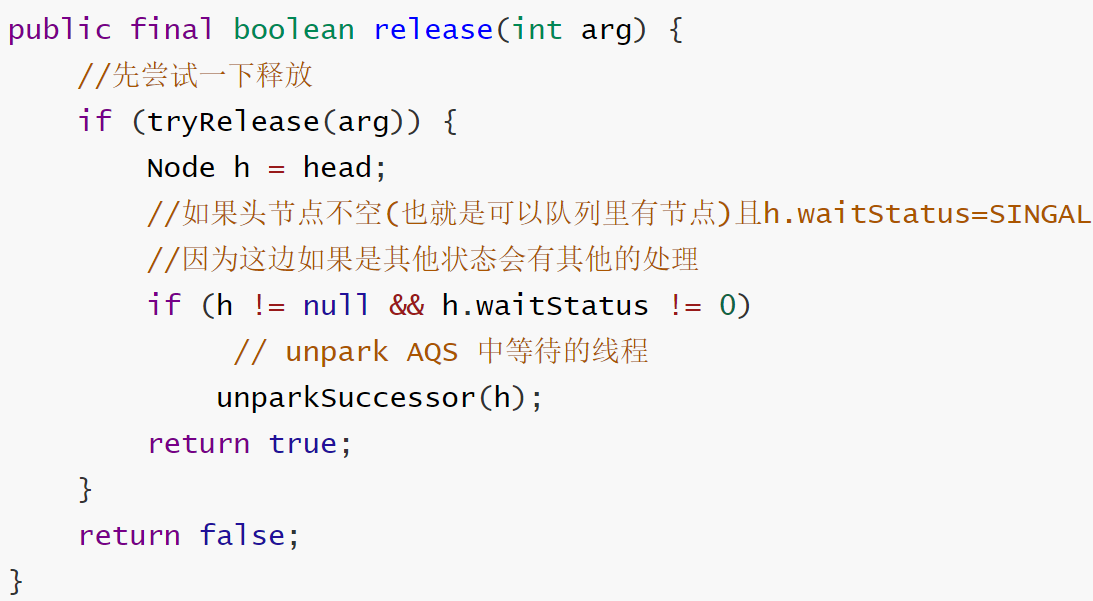 public final boolean release(int arg) {
//先尝试一下释放
if (tryRelease(arg)) {
Node h = head;
//如果头节点不空(也就是可以队列里有节点)且h.waitStatus=SINGAL
//因为这边如果是其他状态会有其他的处理
if (h != null && h.waitStatus != 0)
// unpark AQS 中等待的线程
unparkSuccessor(h);
return true;
}
return false;
}